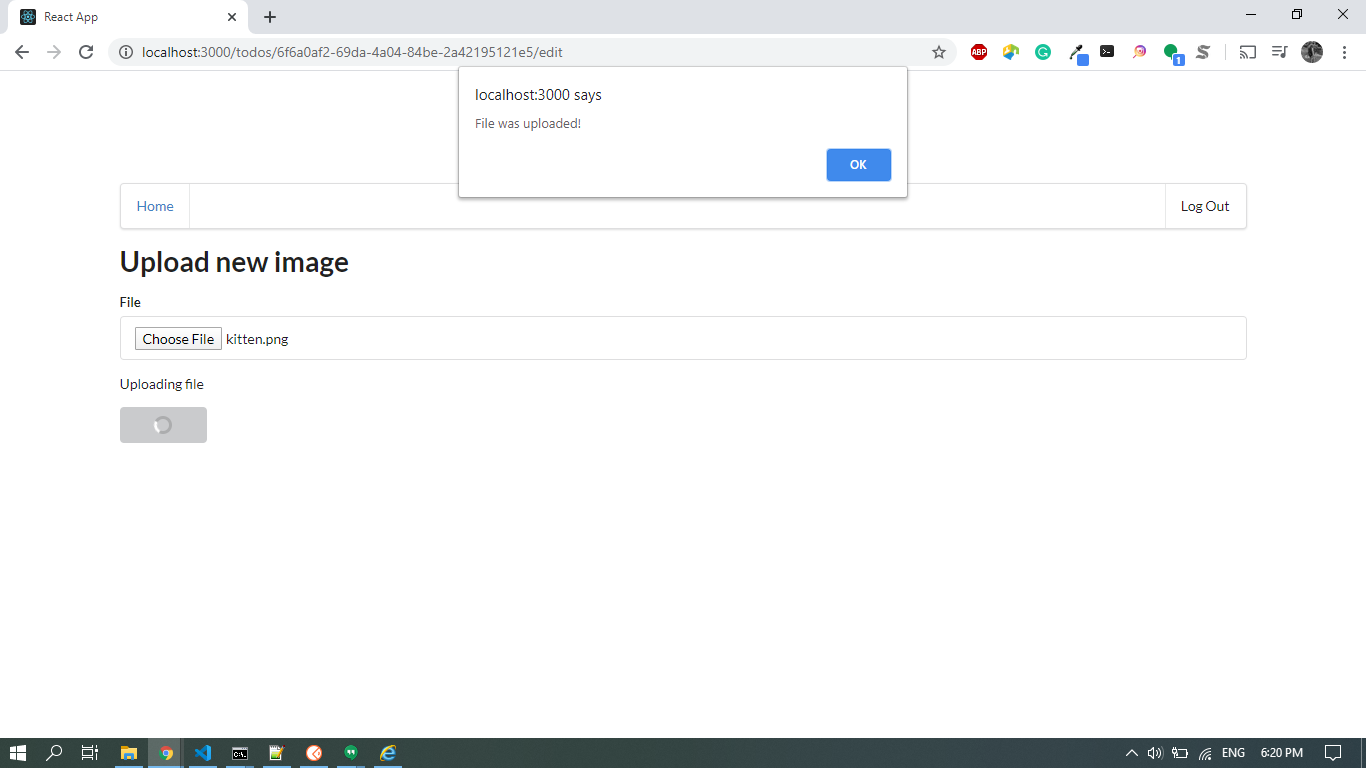 React App
localhost:3000/todos/6f6a0af2-69da-4a04-84be-2a42195121e5/edit
ABP
1
localhost:3000 says
File was uploaded!
OK
Home
Log Out
Upload new image
File
Choose File kitten.png
Uploading file
C:\.
ENG
6:20 PM